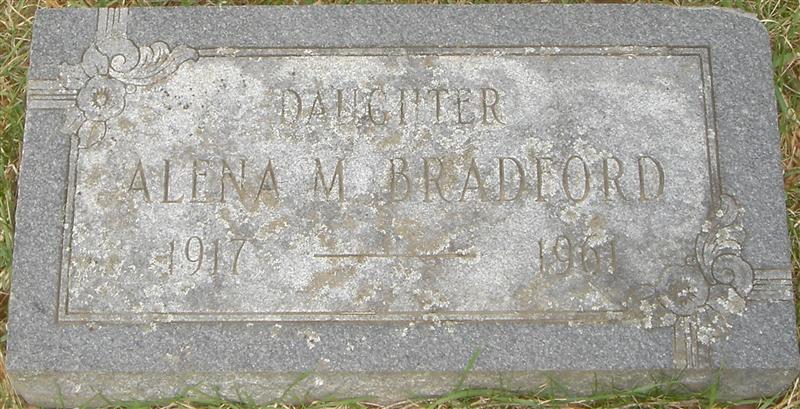 DAUGHTER
ALENA M BRADFORD
1917 — 1961